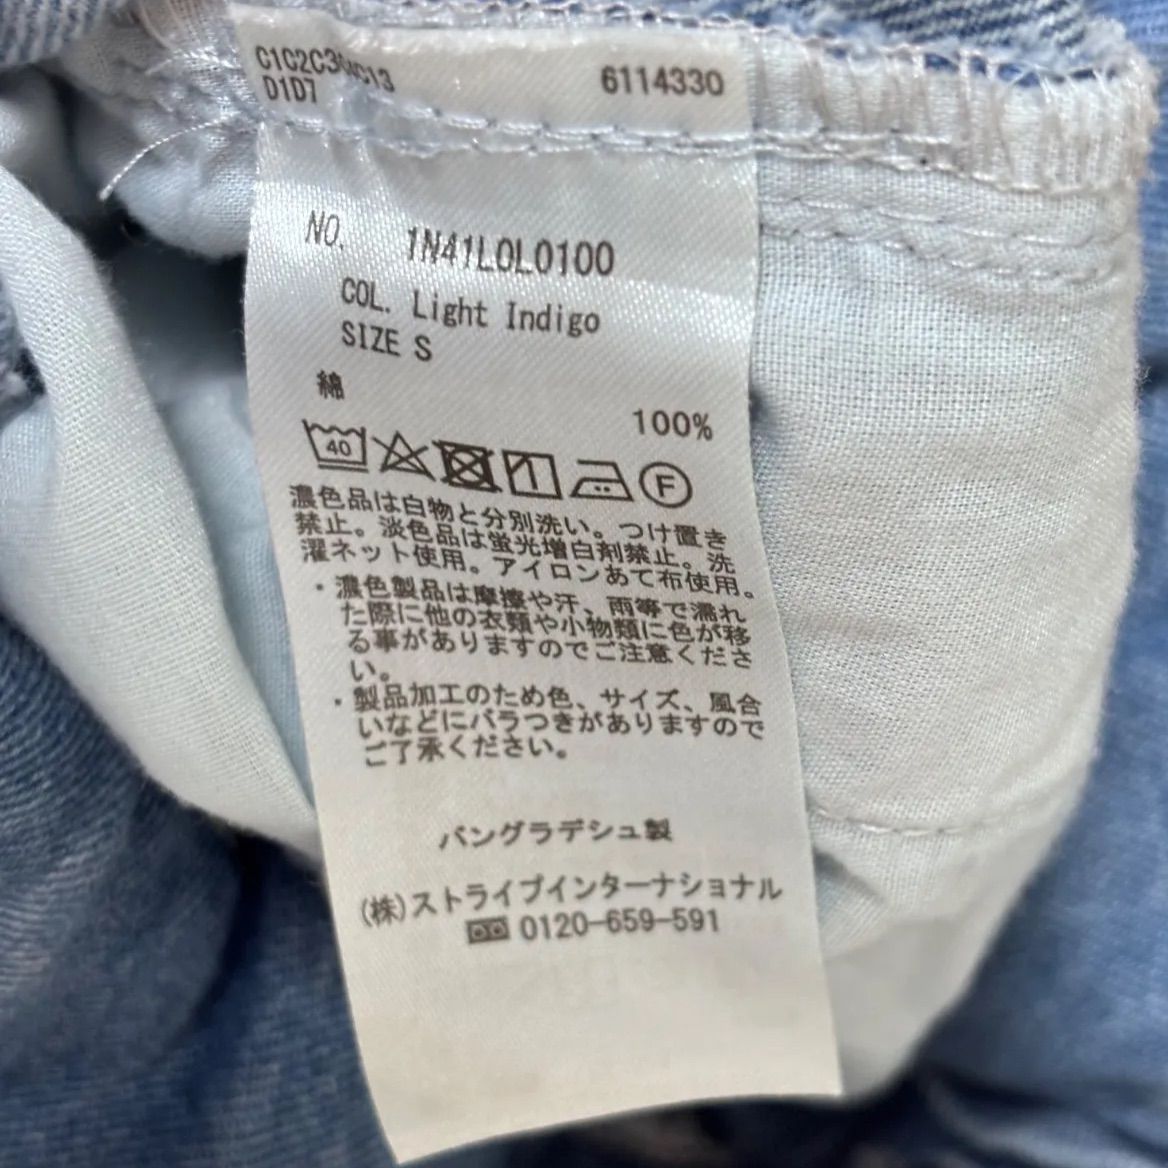 C1C2C3 C13 6114330
D1D7
NO. 1N41L0L0100
COL. Light Indigo
SIZE S
綿
100%
40 F
濃色品は白物と分別洗い。つけ置き
禁止。淡色品は蛍光増白剤禁止。洗
濯ネット使用。アイロンあて布使用。
・濃色製品は摩擦や汗、雨等で濡れ
た際に他の衣類や小物類に色が移
る事がありますのでご注意くださ
い。
・製品加工のため色、サイズ、風合
いなどにバラつきがありますので
ご了承ください。
バングラデシュ製
(株)ストライプインターナショナル
0120-659-591